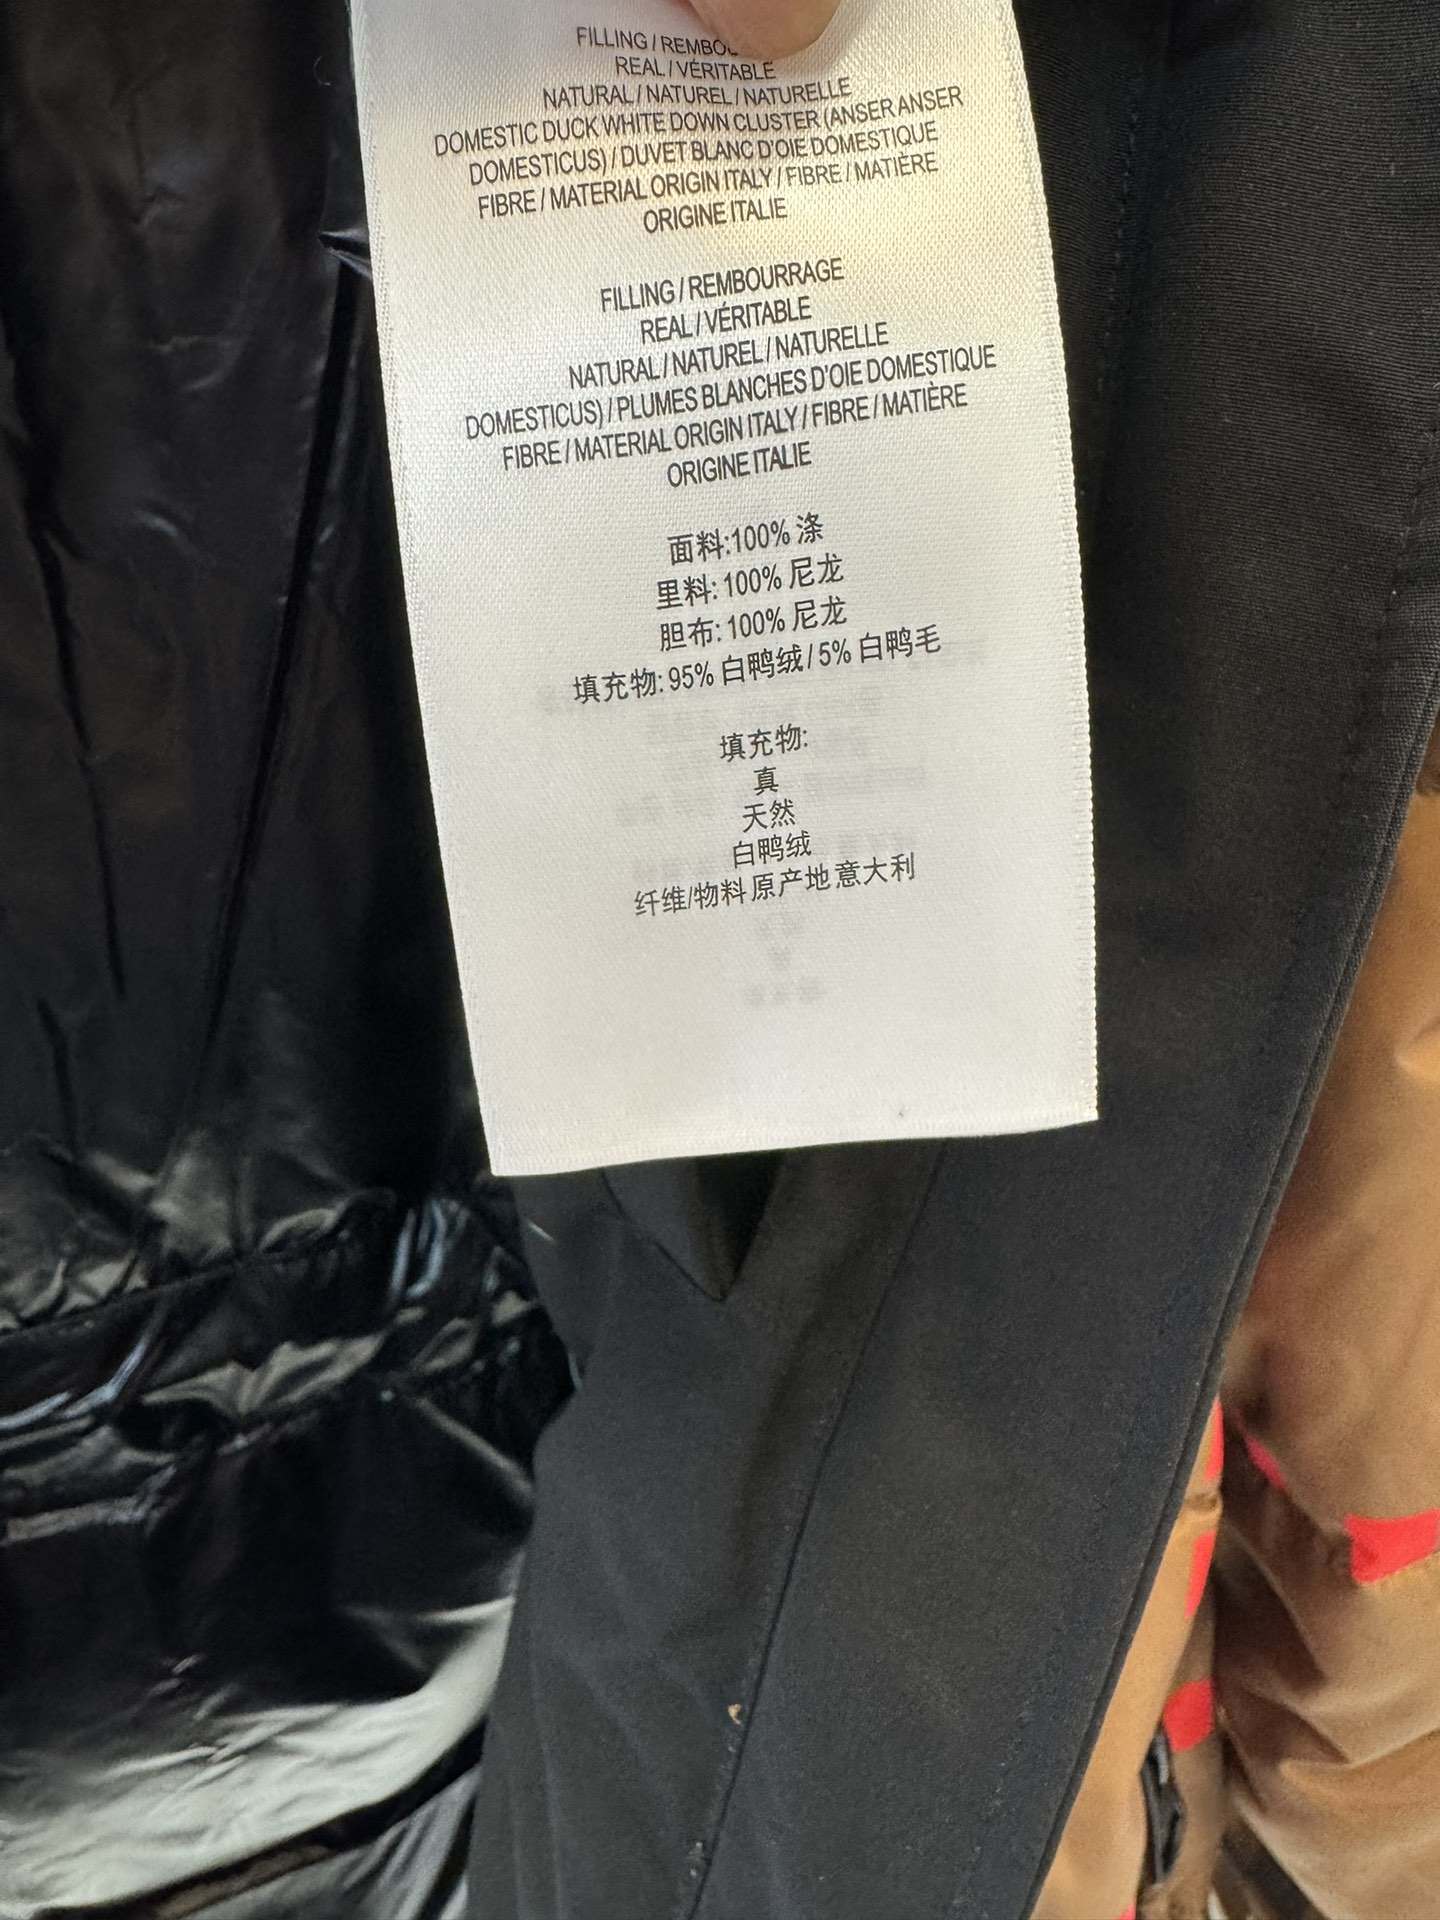 FILLING / REMBOU
REAL / VÉRITABLE
NATURAL / NATUREL / NATURELLE
DOMESTIC DUCK WHITE DOWN CLUSTER (ANSER ANSER
DOMESTICUS) / DUVET BLANC D'OIE DOMESTIQUE
FIBRE / MATERIAL ORIGIN ITALY / FIBRE / MATIÈRE
ORIGINE ITALIE
FILLING / REMBOURRAGE
REAL / VÉRITABLE
NATURAL / NATUREL / NATURELLE
DOMESTICUS) / PLUMES BLANCHES D'OIE DOMESTIQUE
FIBRE / MATERIAL ORIGIN ITALY / FIBRE / MATIÈRE
ORIGINE ITALIE
面料:100% 涤
里料: 100% 尼龙
胆布: 100% 尼龙
填充物: 95% 白鸭绒 / 5% 白鸭毛
填充物:
真
天然
白鸭绒
纤维/物料原产地意大利